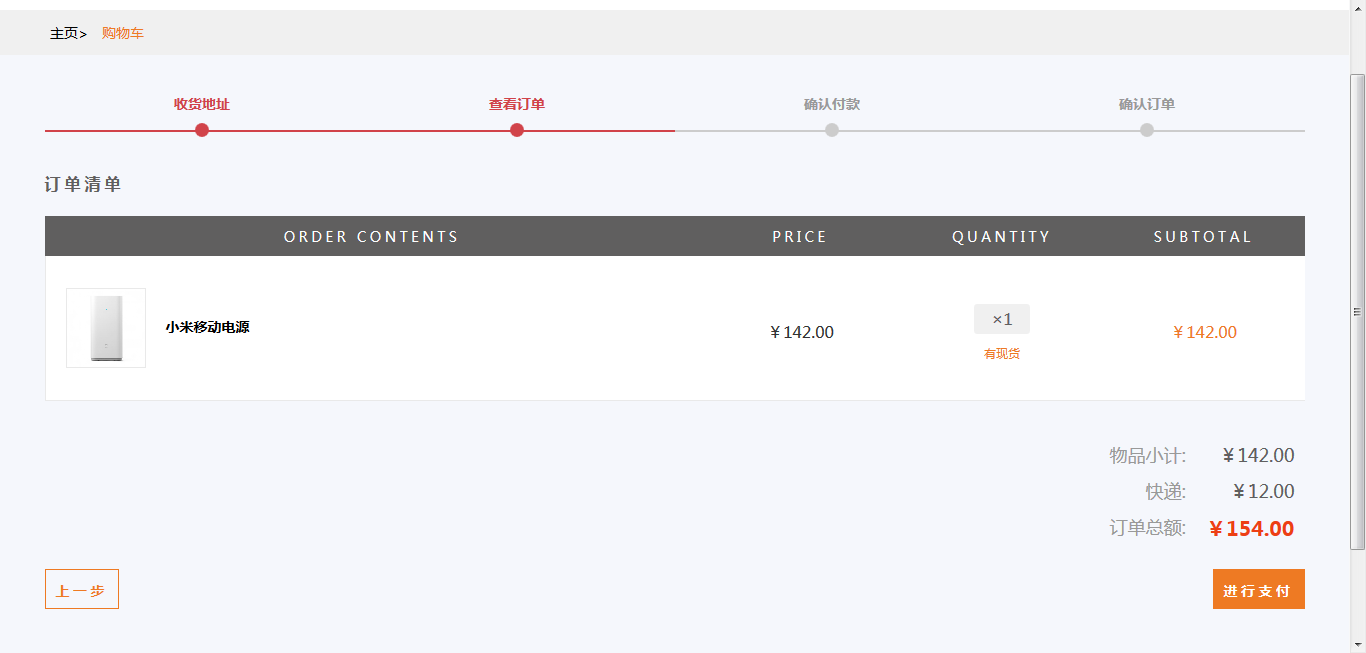 主页> 购物车
收货地址 查看订单 确认付款 确认订单
订单清单
ORDER CONTENTS PRICE QUANTITY SUBTOTAL
小米移动电源 ¥142.00 ×1 ¥142.00
有现货
物品小计: ¥142.00
快递: ¥12.00
订单总额: ¥154.00
上一步 进行支付